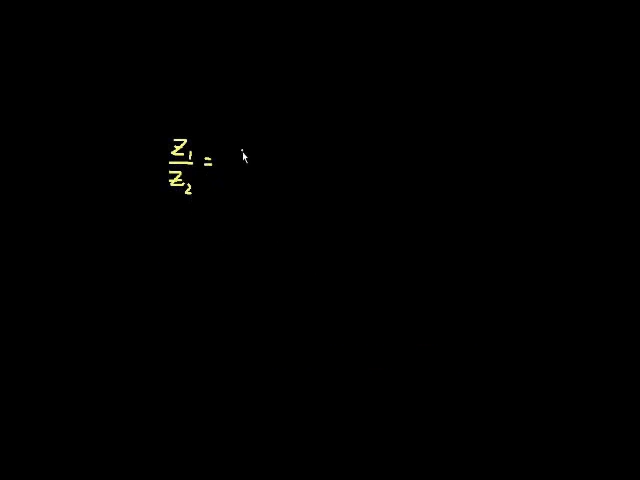 z₁/z₂ =